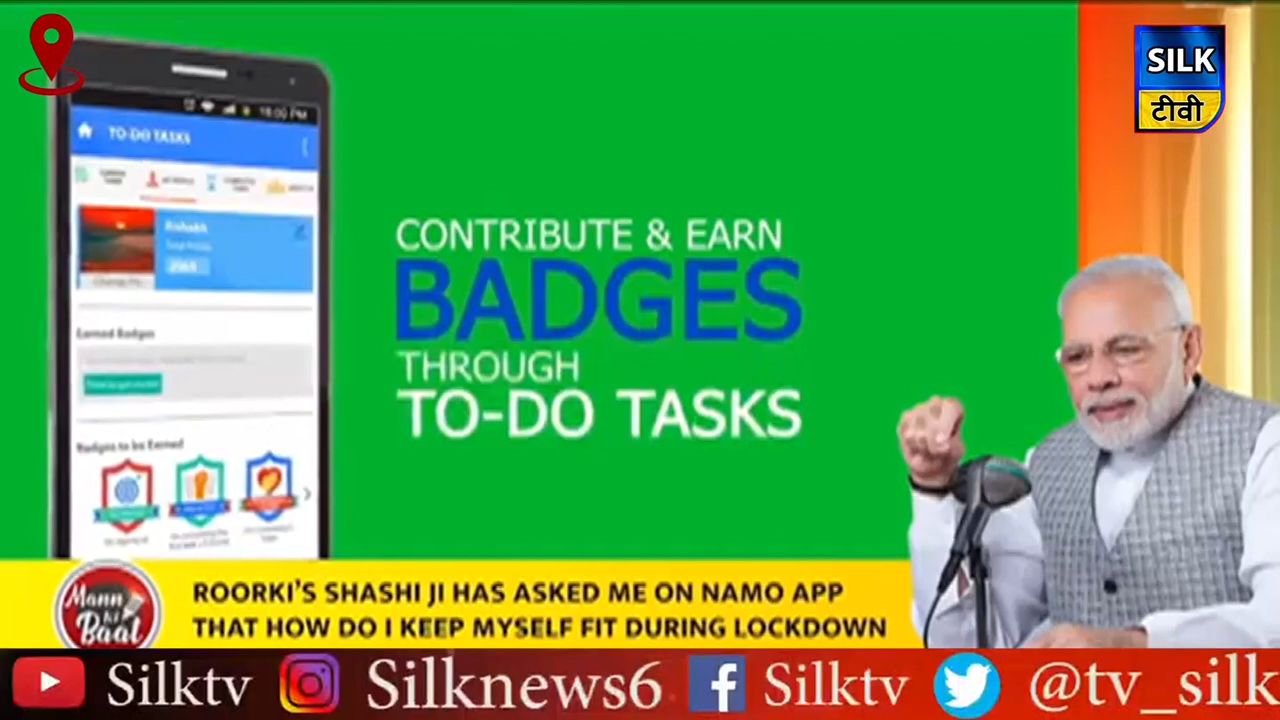 SILK
टीवी
TO-DO TASKS
CONTRIBUTE & EARN
BADGES
THROUGH
TO-DO TASKS
Rishabh
Earned Badges
Badges to be Earned
Mann
Ki
Baat
ROORKI'S SHASHI JI HAS ASKED ME ON NAMO APP
THAT HOW DO I KEEP MYSELF FIT DURING LOCKDOWN
Silktv
Silknews6
Silktv
@tv_silk